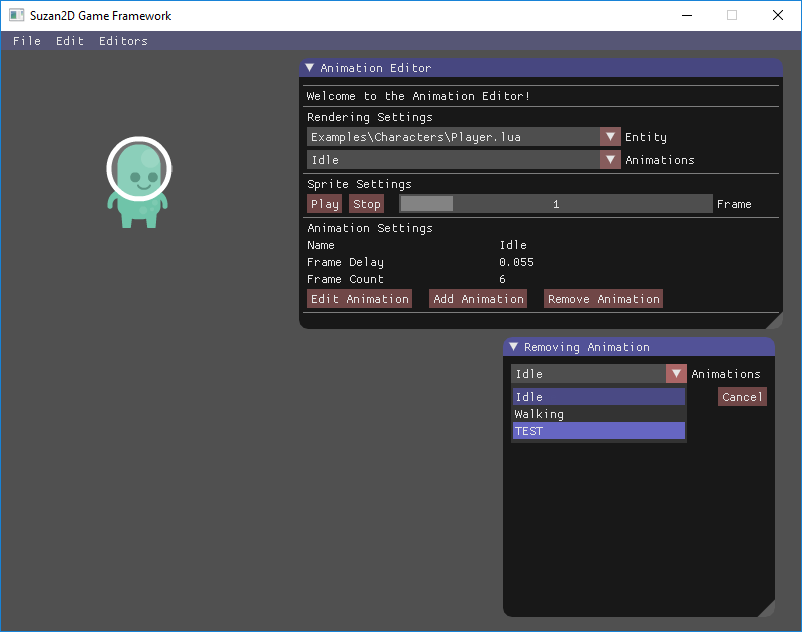 Suzan2D Game Framework
File Edit Editors
Animation Editor
Welcome to the Animation Editor!
Rendering Settings
Examples\Characters\Player.lua Entity
Idle Animations
Sprite Settings
Play Stop 1 Frame
Animation Settings
Name Idle
Frame Delay 0.055
Frame Count 6
Edit Animation Add Animation Remove Animation
Removing Animation
Idle Animations
Idle Cancel
Walking
TEST